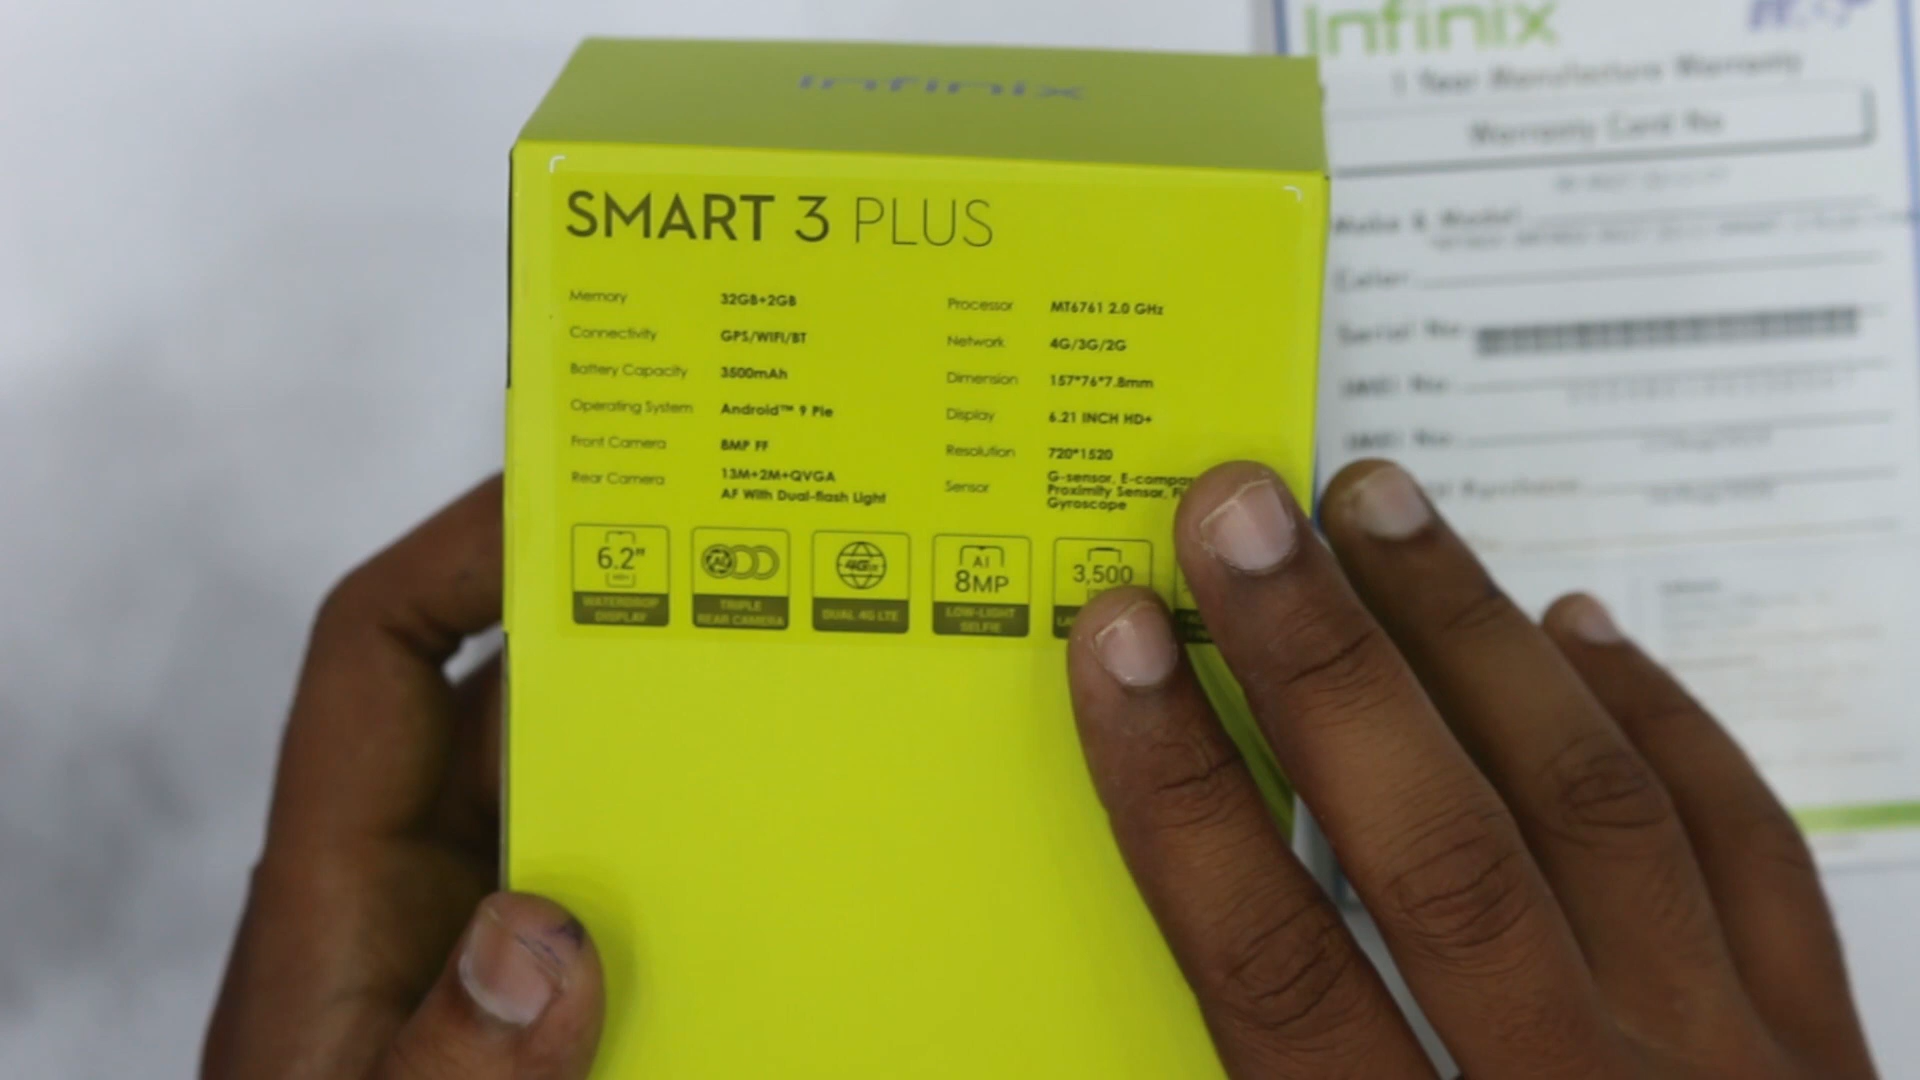 Infinix
1 Year Manufacture Warranty
Warranty Card No
Make & Model
Color:
Serial No:
IMEI No:
IMEI No:
infinix
SMART 3 PLUS
Memory 32GB+2GB
Connectivity GPS/WIFI/BT
Battery Capacity 3500mAh
Operating System Android™ 9 Pie
Front Camera 8MP FF
Rear Camera 13M+2M+QVGA
AF With Dual-flash Light
Processor MT6761 2.0 GHz
Network 4G/3G/2G
Dimension 157*76*7.8mm
Display 6.21 INCH HD+
Resolution 720*1520
Sensor G-sensor, E-compas
Proximity Sensor,
Gyroscope
6.2"
WATERDROP
DISPLAY
TRIPLE
REAR CAMERA
4G
DUAL 4G LTE
AI
8MP
LOW-LIGHT
SELFIE
3,500